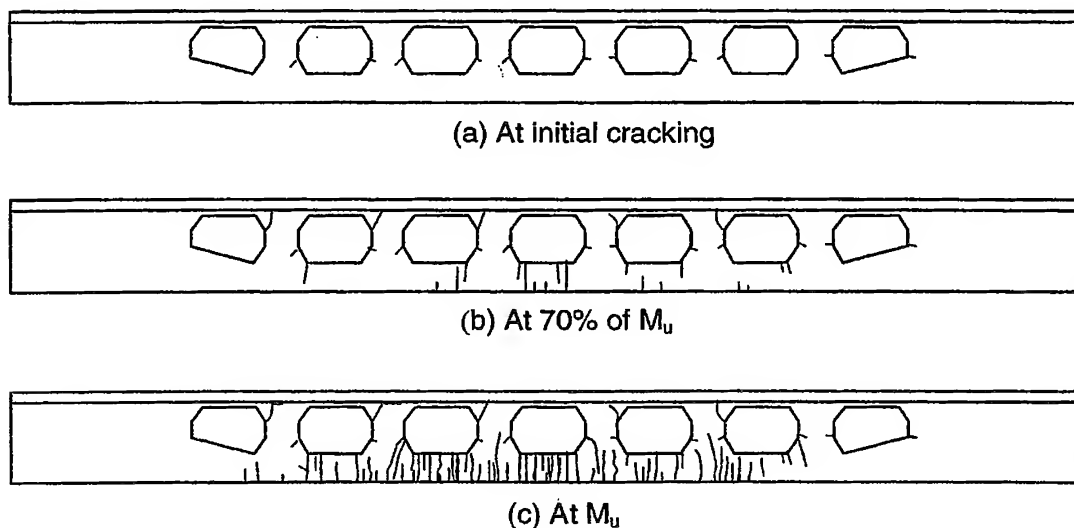 (a) At initial cracking
(b) At 70% of Mᵤ
(c) At Mᵤ